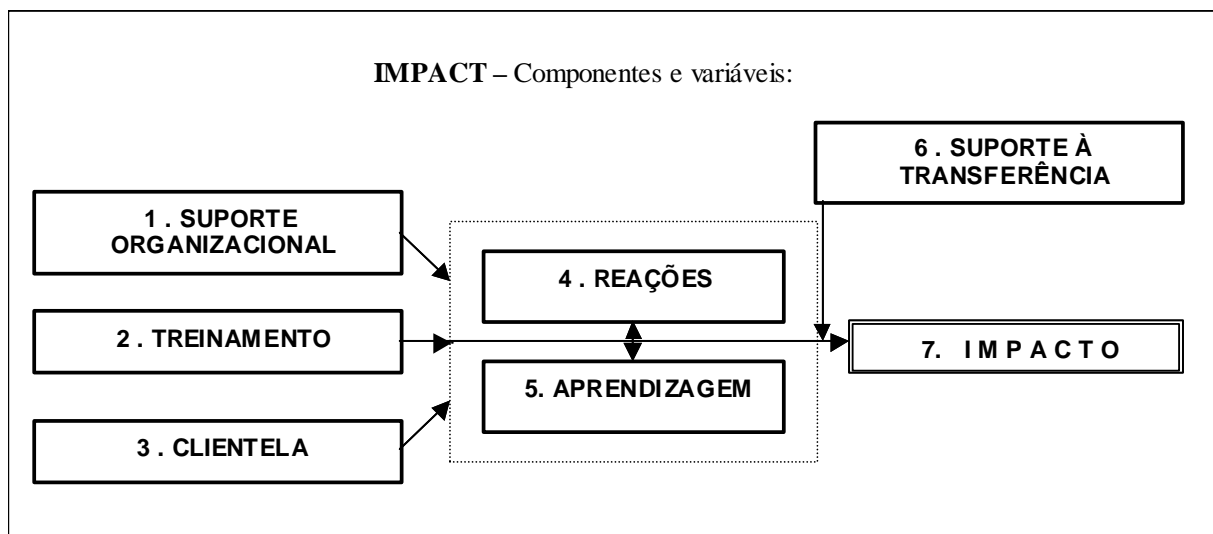 IMPACT – Componentes e variáveis:
6 . SUPORTE À
TRANSFERÊNCIA
1 . SUPORTE
ORGANIZACIONAL
4 . REAÇÕES
2 . TREINAMENTO
7. I M P A C T O
5. APRENDIZAGEM
3 . CLIENTELA